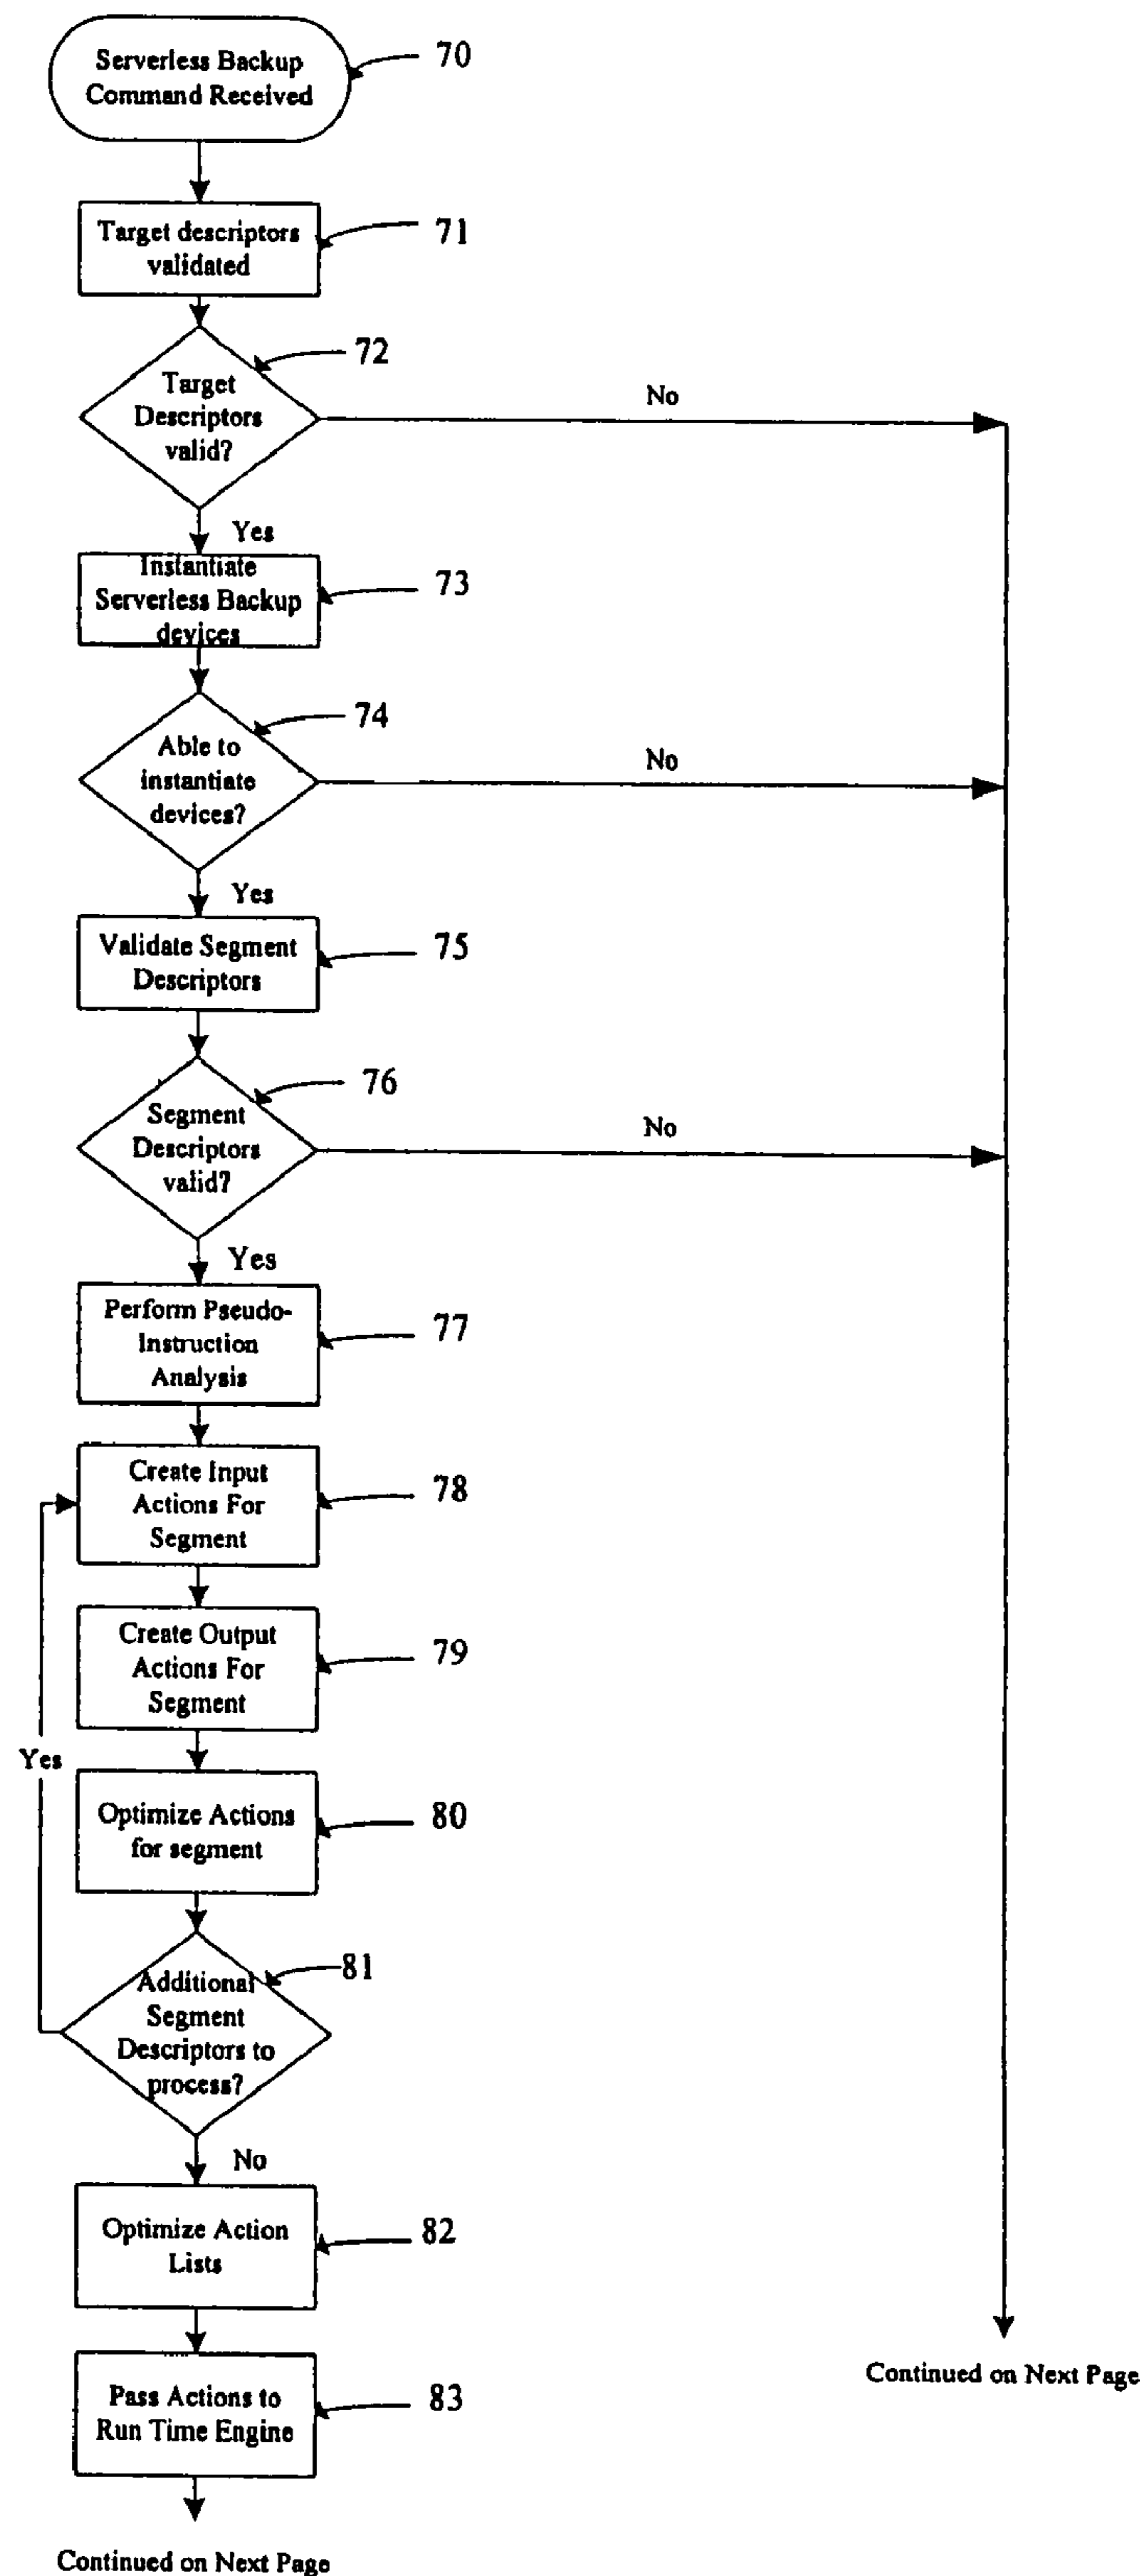 Serverless Backup
Command Received
70
Target descriptors
validated
71
72
Target
Descriptors
valid?
No
Yes
Instantiate
Serverless Backup
devices
73
74
Able to
instantiate
devices?
No
Yes
Validate Segment
Descriptors
75
76
Segment
Descriptors
valid?
No
Yes
Perform Pseudo-
Instruction
Analysis
77
Create Input
Actions For
Segment
78
Create Output
Actions For
Segment
79
Yes
Optimize Actions
for segment
80
81
Additional
Segment
Descriptors to
process?
No
Optimize Action
Lists
82
Continued on Next Page
Pass Actions to
Run Time Engine
83
Continued on Next Page